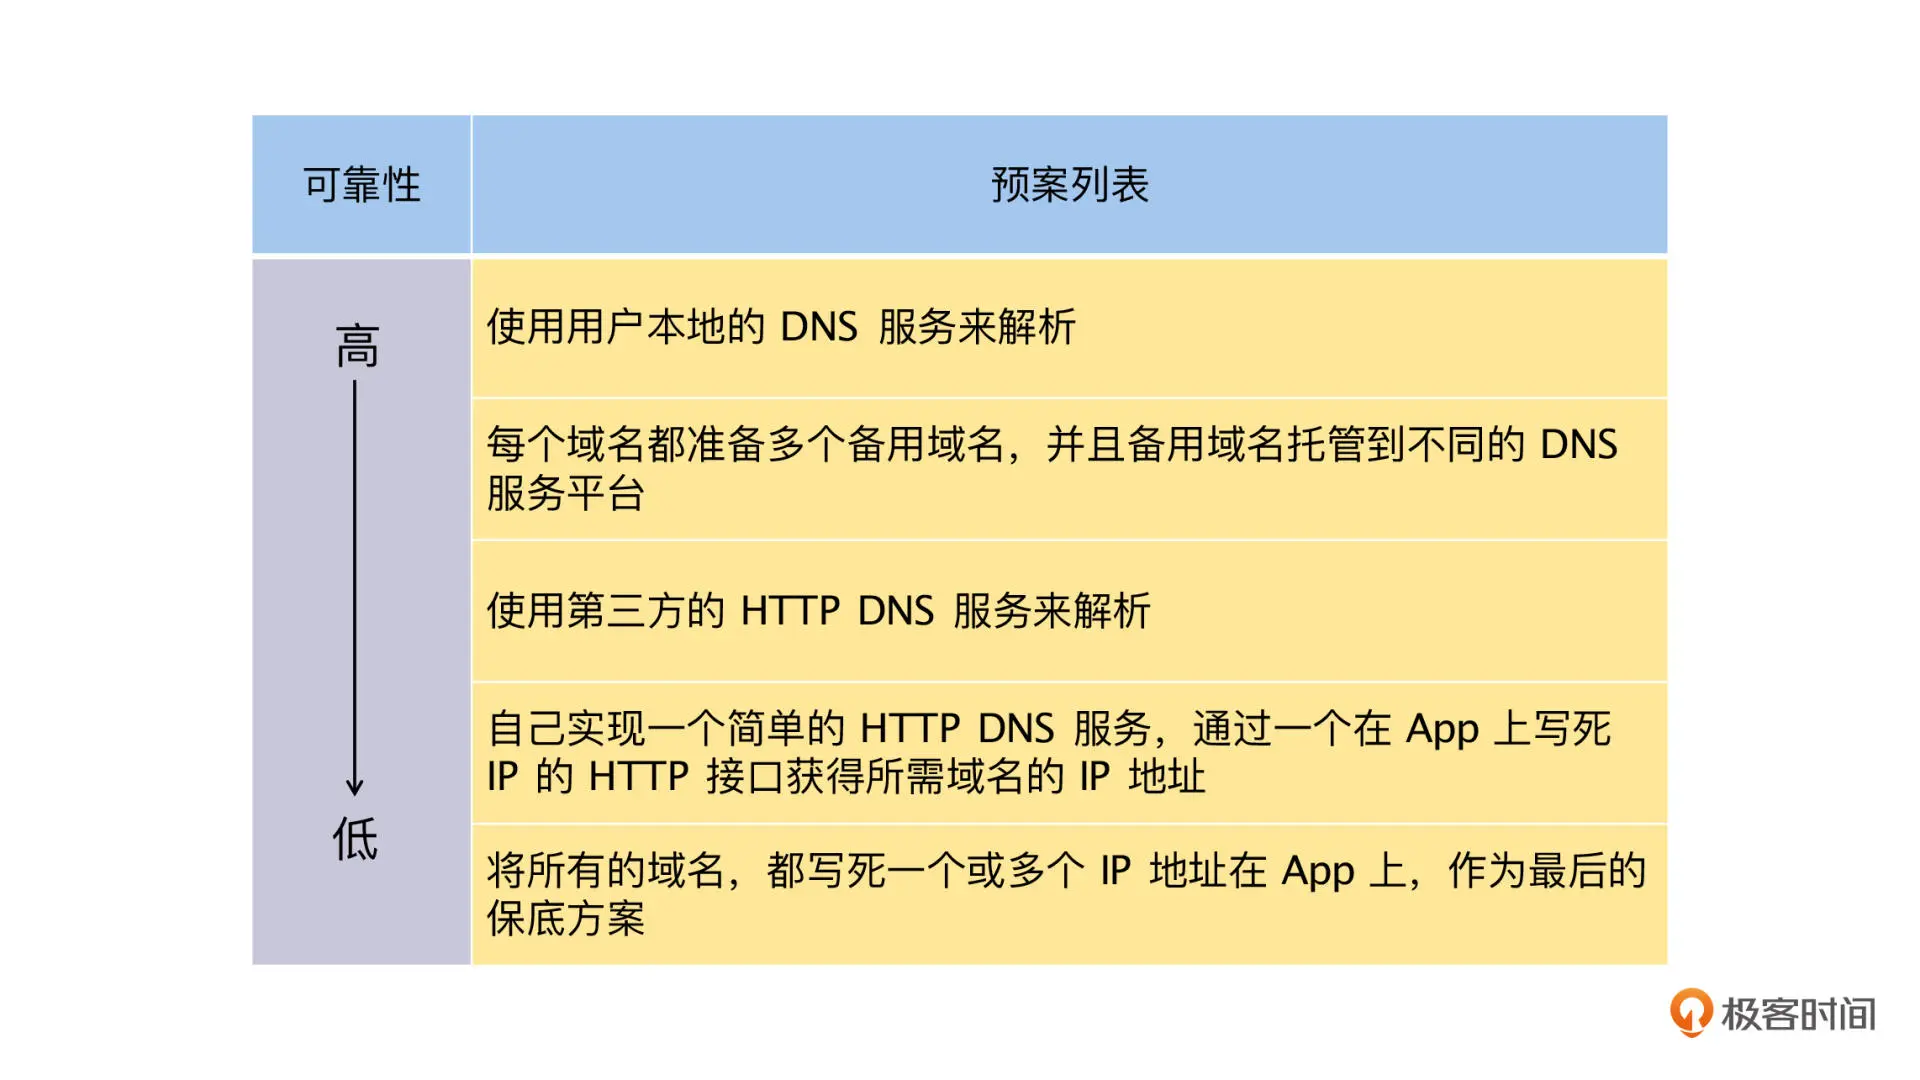 可靠性
预案列表
高
使用用户本地的 DNS 服务来解析
每个域名都准备多个备用域名，并且备用域名托管到不同的 DNS
服务平台
使用第三方的 HTTP DNS 服务来解析
自己实现一个简单的 HTTP DNS 服务，通过一个在 App 上写死
IP 的 HTTP 接口获得所需域名的 IP 地址
低
将所有的域名，都写死一个或多个 IP 地址在 App 上，作为最后的
保底方案
极客时间